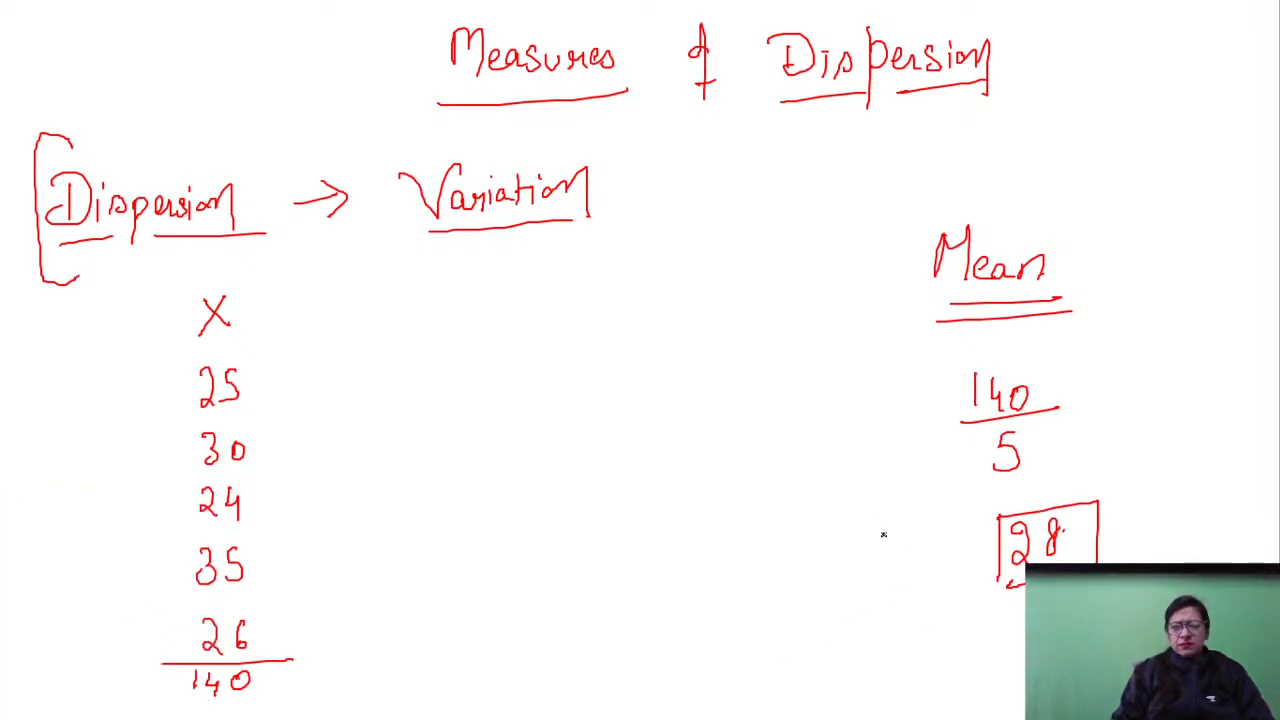 Measures of Dispersion
Dispersion → Variation
Mean
X
25
30
24
35
26
140
140
5
28